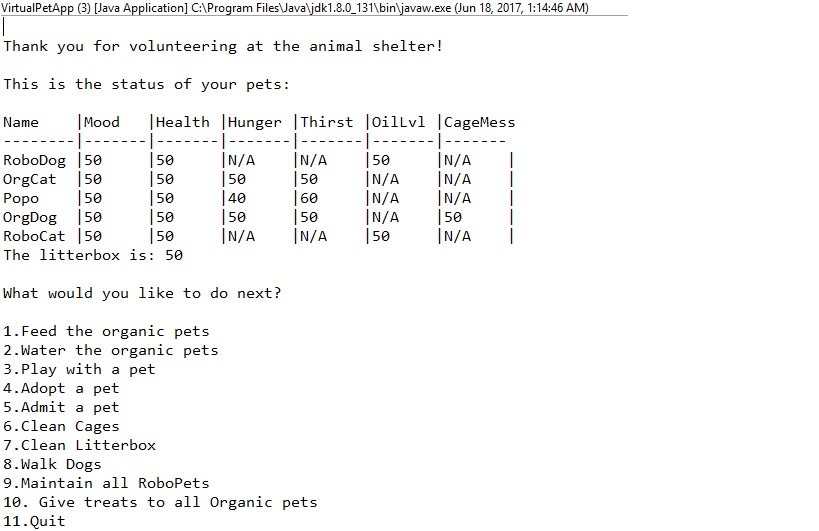 VirtualPetApp (3) [Java Application] C:\Program Files\Java\jdk1.8.0_131\bin\javaw.exe (Jun 18, 2017, 1:14:46 AM)
Thank you for volunteering at the animal shelter!
This is the status of your pets:
Name    |Mood   |Health |Hunger |Thirst |OilLvl |CageMess
--------|-------|-------|-------|-------|-------|-------
RoboDog |50     |50     |N/A    |N/A    |50     |N/A    |
OrgCat  |50     |50     |50     |50     |N/A    |N/A    |
Popo    |50     |50     |40     |60     |N/A    |N/A    |
OrgDog  |50     |50     |50     |50     |N/A    |50     |
RoboCat |50     |50     |N/A    |N/A    |50     |N/A    |
The litterbox is: 50
What would you like to do next?
1.Feed the organic pets
2.Water the organic pets
3.Play with a pet
4.Adopt a pet
5.Admit a pet
6.Clean Cages
7.Clean Litterbox
8.Walk Dogs
9.Maintain all RoboPets
10. Give treats to all Organic pets
11.Quit